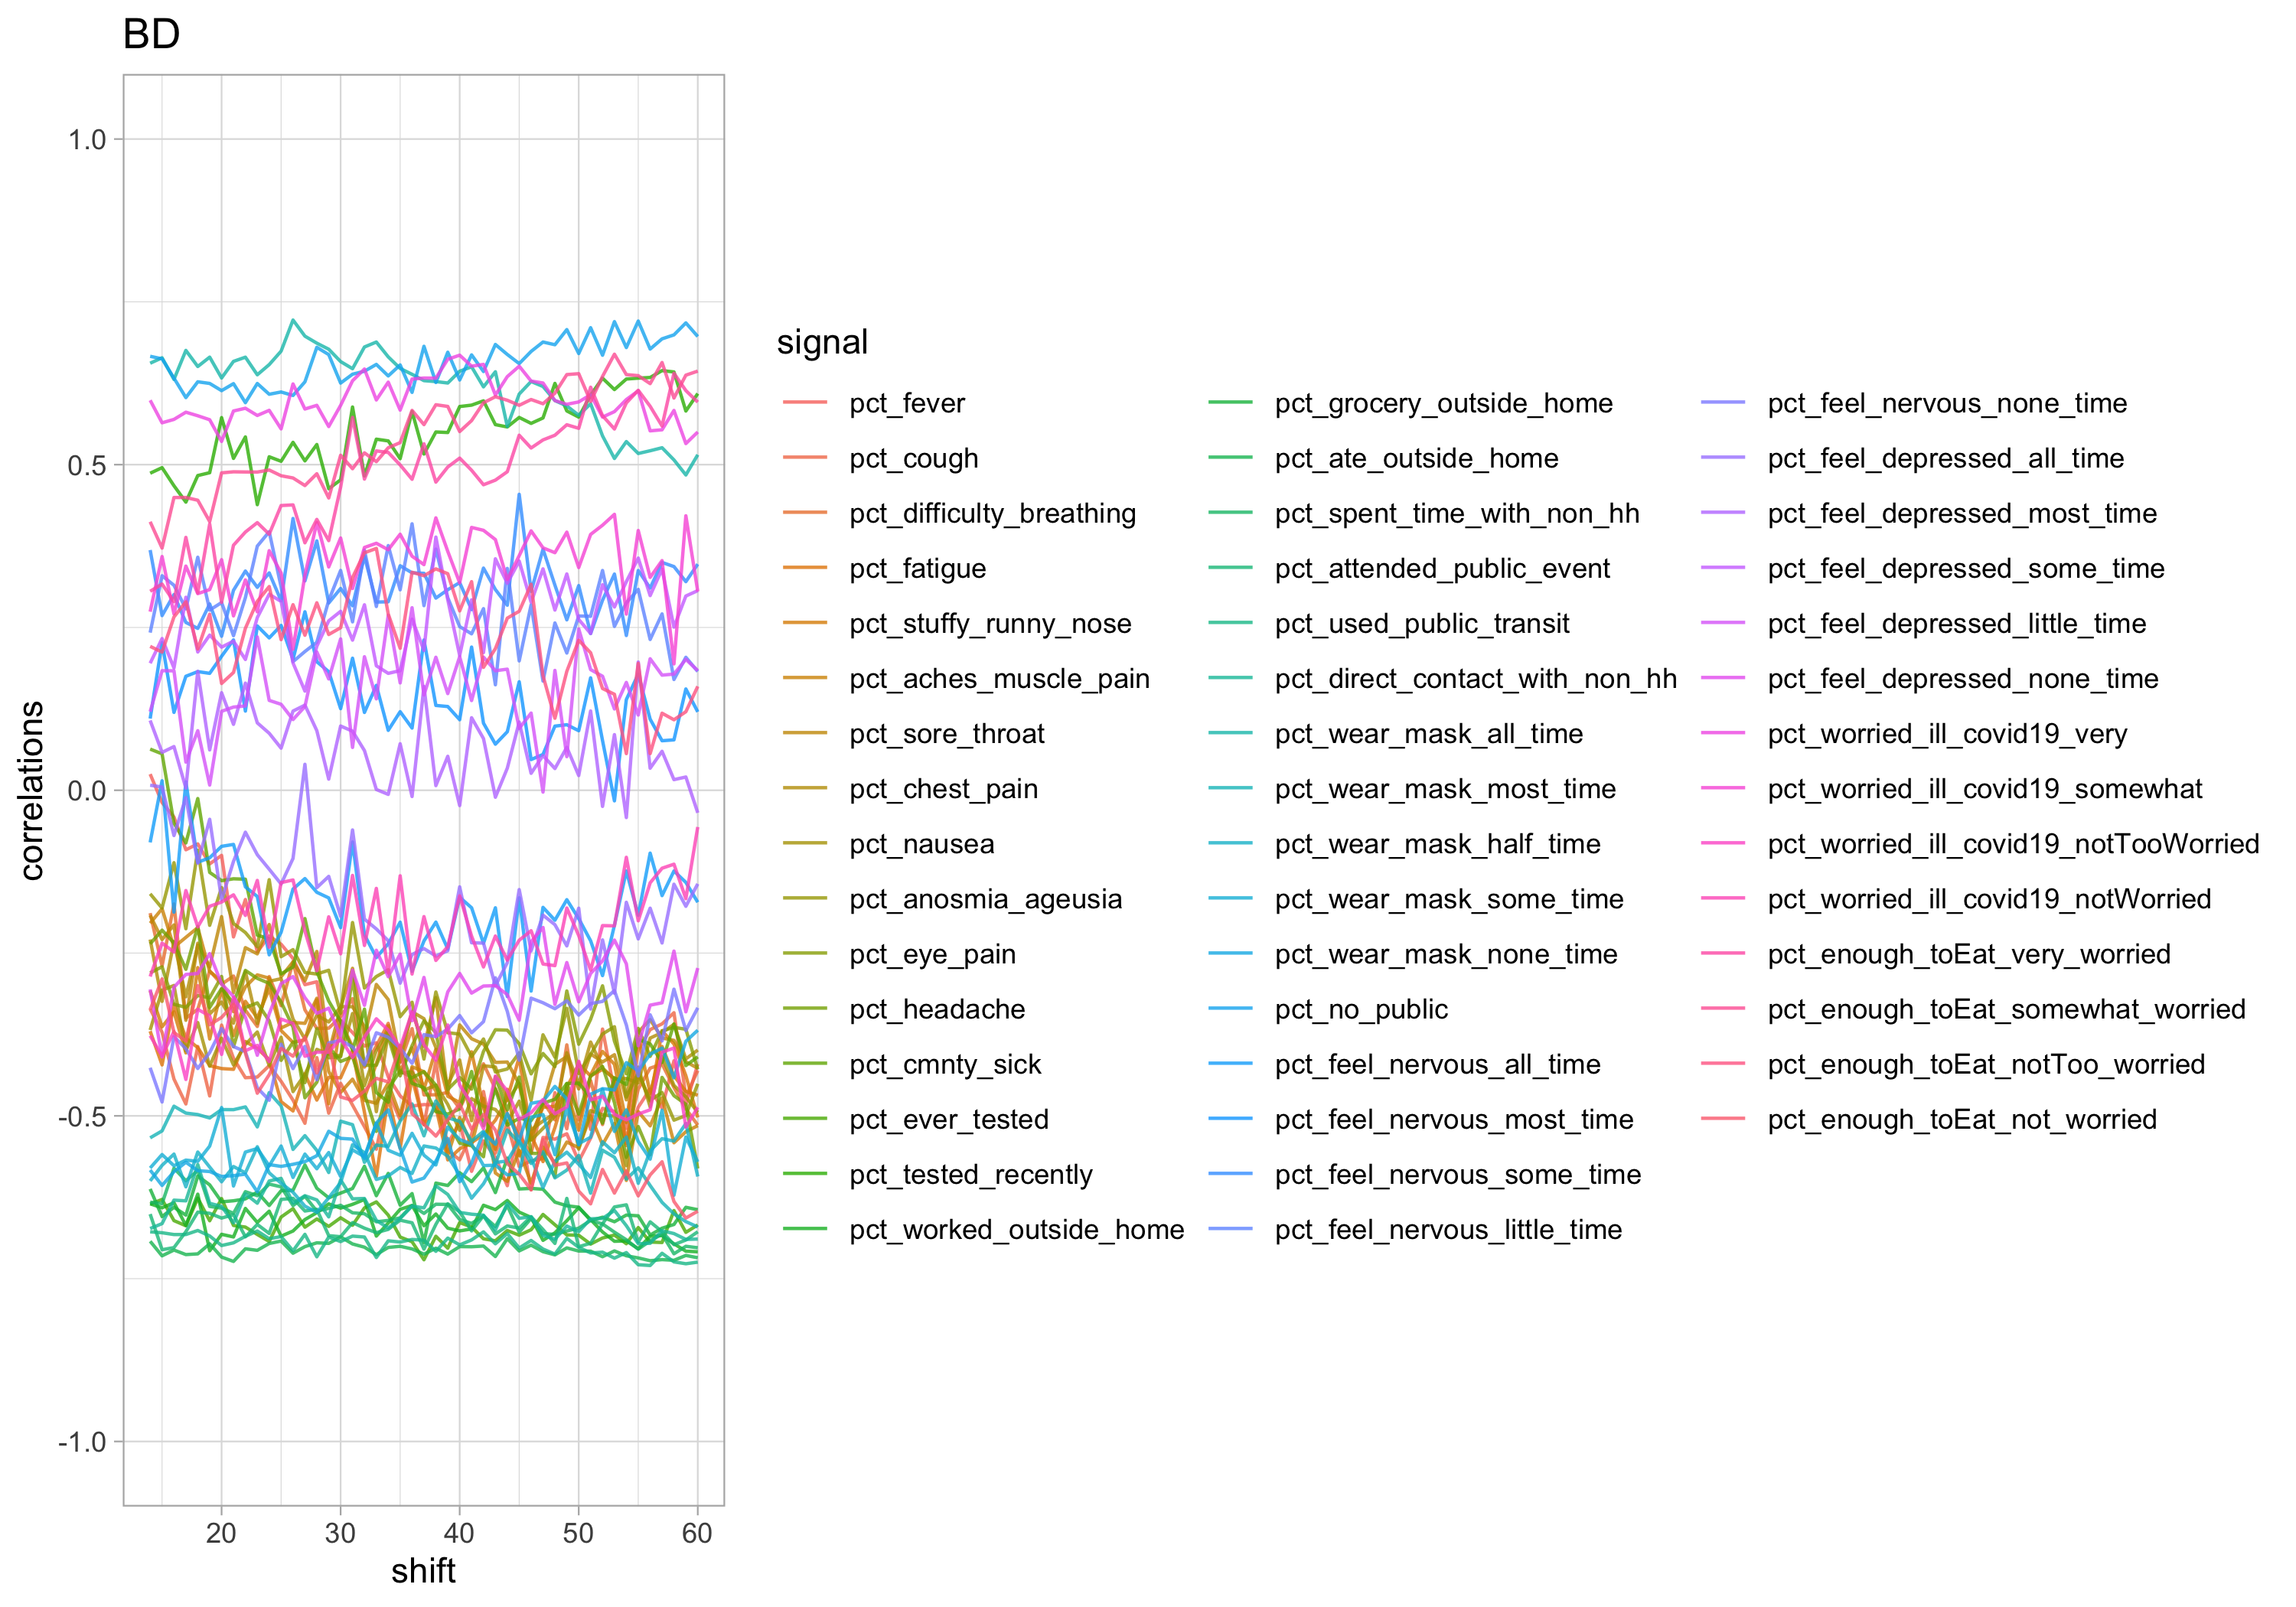 BD
1.0
0.5
0.0
-0.5
-1.0
correlations
20 30 40 50 60
shift
signal
pct_fever
pct_cough
pct_difficulty_breathing
pct_fatigue
pct_stuffy_runny_nose
pct_aches_muscle_pain
pct_sore_throat
pct_chest_pain
pct_nausea
pct_anosmia_ageusia
pct_eye_pain
pct_headache
pct_cmnty_sick
pct_ever_tested
pct_tested_recently
pct_worked_outside_home
pct_grocery_outside_home
pct_ate_outside_home
pct_spent_time_with_non_hh
pct_attended_public_event
pct_used_public_transit
pct_direct_contact_with_non_hh
pct_wear_mask_all_time
pct_wear_mask_most_time
pct_wear_mask_half_time
pct_wear_mask_some_time
pct_wear_mask_none_time
pct_no_public
pct_feel_nervous_all_time
pct_feel_nervous_most_time
pct_feel_nervous_some_time
pct_feel_nervous_little_time
pct_feel_nervous_none_time
pct_feel_depressed_all_time
pct_feel_depressed_most_time
pct_feel_depressed_some_time
pct_feel_depressed_little_time
pct_feel_depressed_none_time
pct_worried_ill_covid19_very
pct_worried_ill_covid19_somewhat
pct_worried_ill_covid19_notTooWorried
pct_worried_ill_covid19_notWorried
pct_enough_toEat_very_worried
pct_enough_toEat_somewhat_worried
pct_enough_toEat_notToo_worried
pct_enough_toEat_not_worried